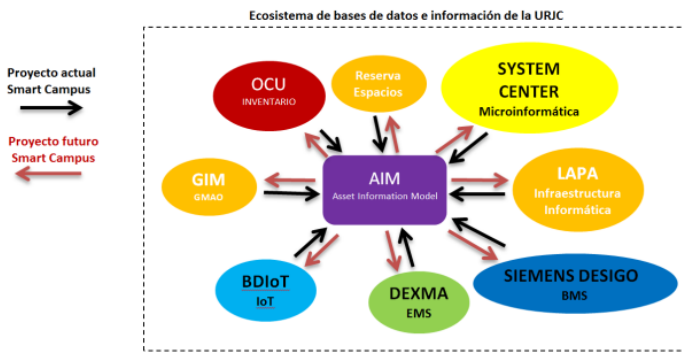 Ecosistema de bases de datos e información de la URJC
Proyecto actual
Smart Campus
Proyecto futuro
Smart Campus
OCU
INVENTARIO
Reserva
Espacios
SYSTEM
CENTER
Microinformática
GIM
GMAO
AIM
Asset Information Model
LAPA
Infraestructura
Informática
BDIoT
IoT
DEXMA
EMS
SIEMENS DESIGO
BMS